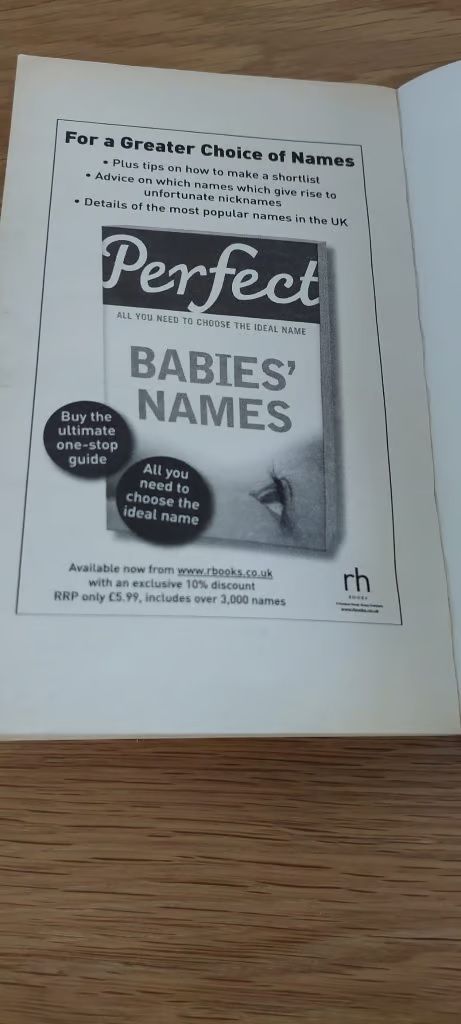 For a Greater Choice of Names
• Plus tips on how to make a shortlist
• Advice on which names which give rise to
unfortunate nicknames
• Details of the most popular names in the UK
Perfect
ALL YOU NEED TO CHOOSE THE IDEAL NAME
BABIES'
NAMES
Buy the
ultimate
one-stop
guide
All you
need to
choose the
ideal name
Available now from www.rbooks.co.uk
with an exclusive 10% discount
RRP only £5.99, includes over 3,000 names
rh
BOOKS
www.rbooks.co.uk